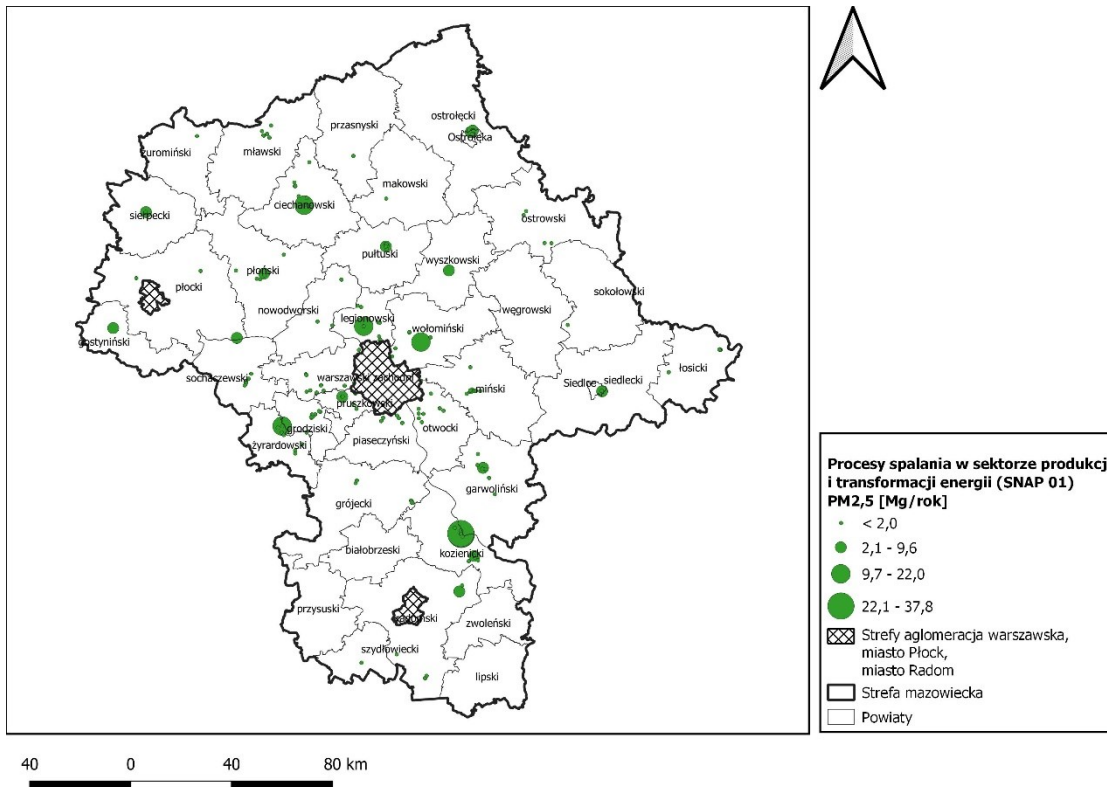 ostrołęcki
Ostrołęka
przasnyski
żuromiński
mławski
makowski
ciechanowski
sierpecki
ostrowski
pułtuski
wyszkowski
płoński
płocki
sokołowski
węgrowski
nowodworski
legionowski
wołomiński
gostyniński
łosicki
sochaczewski
warszawski zachodni
miński
Siedlce
siedlecki
pruszkowski
grodziski
otwocki
piaseczyński
żyrardowski
garwoliński
grójecki
białobrzeski
kozienicki
przysuski
zwoleński
szydłowiecki
lipski
Procesy spalania w sektorze produkcj
i transformacji energii (SNAP 01)
PM2,5 [Mg/rok]
< 2,0
2,1 - 9,6
9,7 - 22,0
22,1 - 37,8
Strefy aglomeracja warszawska,
miasto Płock,
miasto Radom
Strefa mazowiecka
Powiaty
40 0 40 80 km